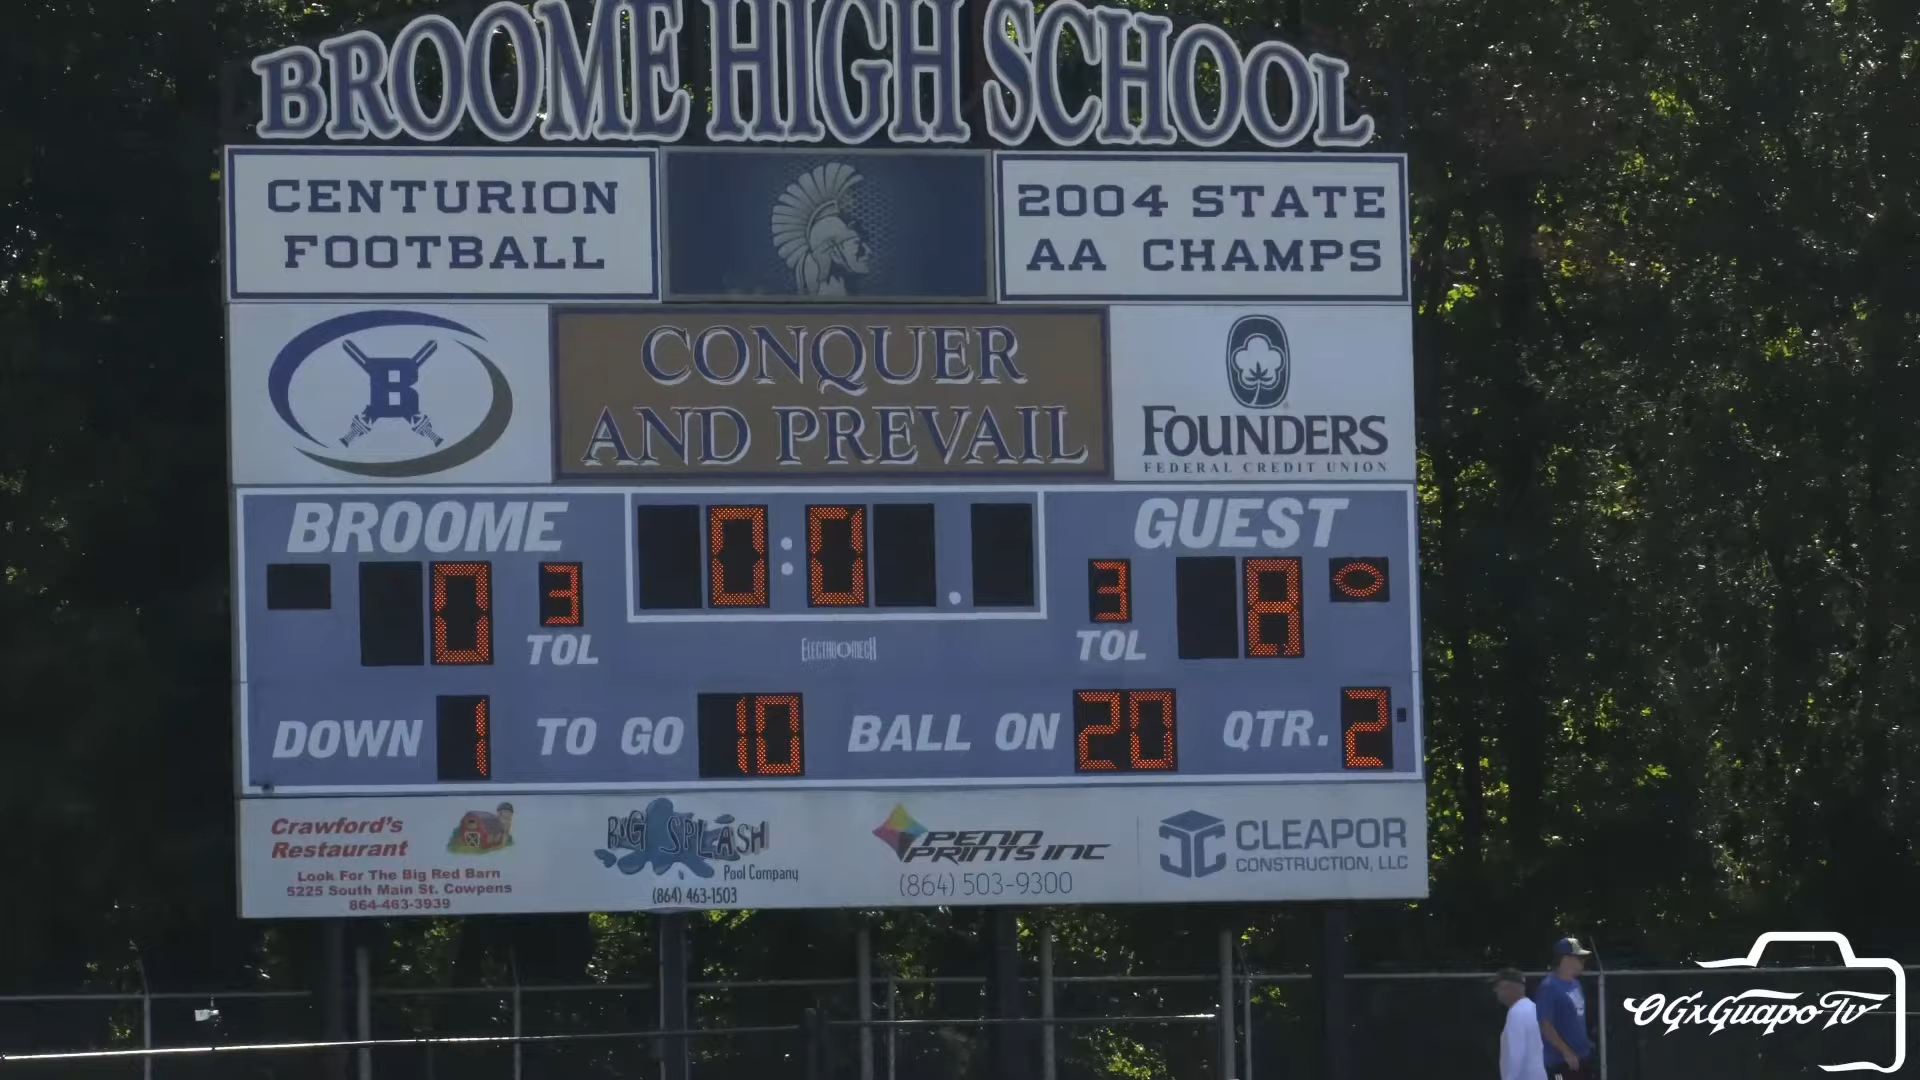 BROOME HIGH SCHOOL
CENTURION
FOOTBALL
2004 STATE
AA CHAMPS
B
CONQUER
AND PREVAIL
FOUNDERS
FEDERAL CREDIT UNION
BROOME
0:0 .
GUEST
0
3
3
8
TOL
ELECTRO-MECH
TOL
DOWN 1 TO GO 10 BALL ON 20 QTR. 2
Crawford's
Restaurant
Look For The Big Red Barn
5225 South Main St. Cowpens
864-463-3939
BIG SPLASH
Pool Company
(864) 463-1503
PENN
PRINTS INC
(864) 503-9300
CLEAPOR
CONSTRUCTION, LLC
OGxGuapoTv